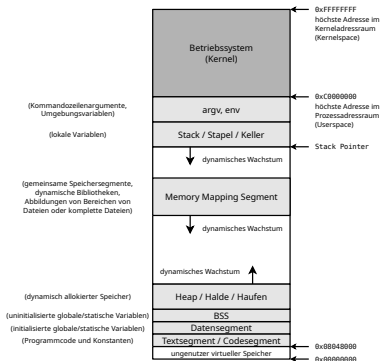 0xFFFFFFFF
höchste Adresse im
Kerneladressraum
(Kernelspace)
Betriebssystem
(Kernel)
0xC0000000
höchste Adresse im
Prozessadressraum
(Userspace)
(Kommandozeilenargumente,
Umgebungsvariablen)
argv, env
(lokale Variablen)
Stack / Stapel / Keller
Stack Pointer
dynamisches Wachstum
(gemeinsame Speichersegmente,
dynamische Bibliotheken,
Abbildungen von Bereichen von
Dateien oder komplette Dateien)
Memory Mapping Segment
dynamisches Wachstum
dynamisches Wachstum
(dynamisch allokierter Speicher)
Heap / Halde / Haufen
(uninitialisierte globale/statische Variablen)
BSS
(initialisierte globale/statische Variablen)
Datensegment
(Programmcode und Konstanten)
Textsegment / Codesegment
0x08048000
ungenutzer virtueller Speicher
0x00000000